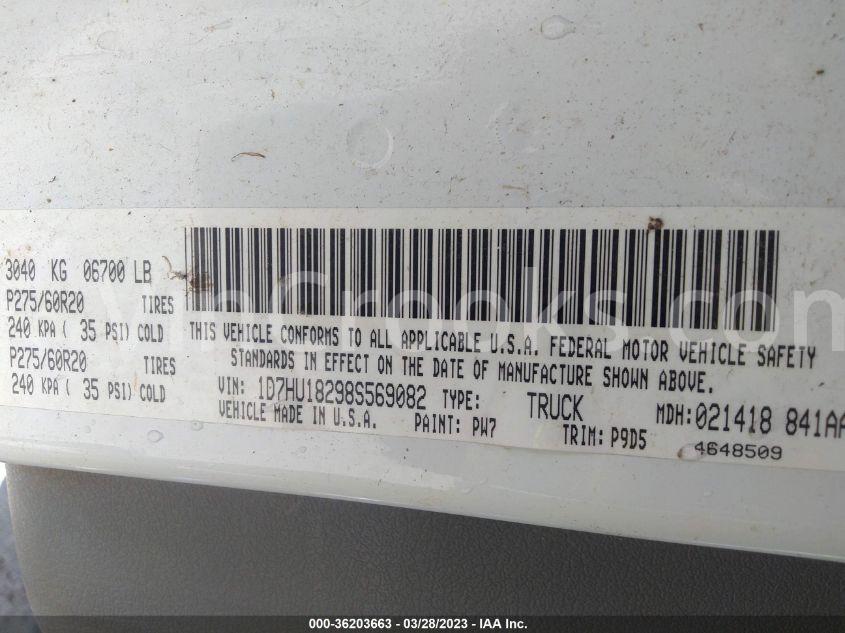 3040 KG 06700 LB
P275/60R20 TIRES
240 KPA ( 35 PSI) COLD
P275/60R20 TIRES
240 KPA ( 35 PSI) COLD
THIS VEHICLE CONFORMS TO ALL APPLICABLE U.S.A. FEDERAL MOTOR VEHICLE SAFETY
STANDARDS IN EFFECT ON THE DATE OF MANUFACTURE SHOWN ABOVE.
VIN: 1D7HU18298S569082 TYPE: TRUCK MDH:021418 841AA
VEHICLE MADE IN U.S.A. PAINT: PW7 TRIM: P9D5 4648509
VinCrooks.com
000-36203663 – 03/28/2023 – IAA Inc.